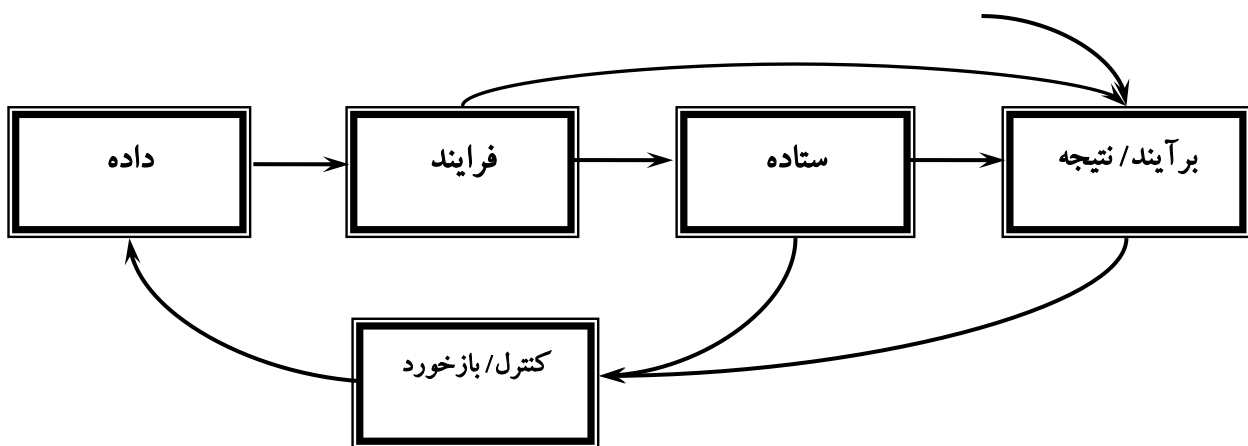 داده
فرایند
ستاده
برآیند/ نتیجه
کنترل/ بازخورد